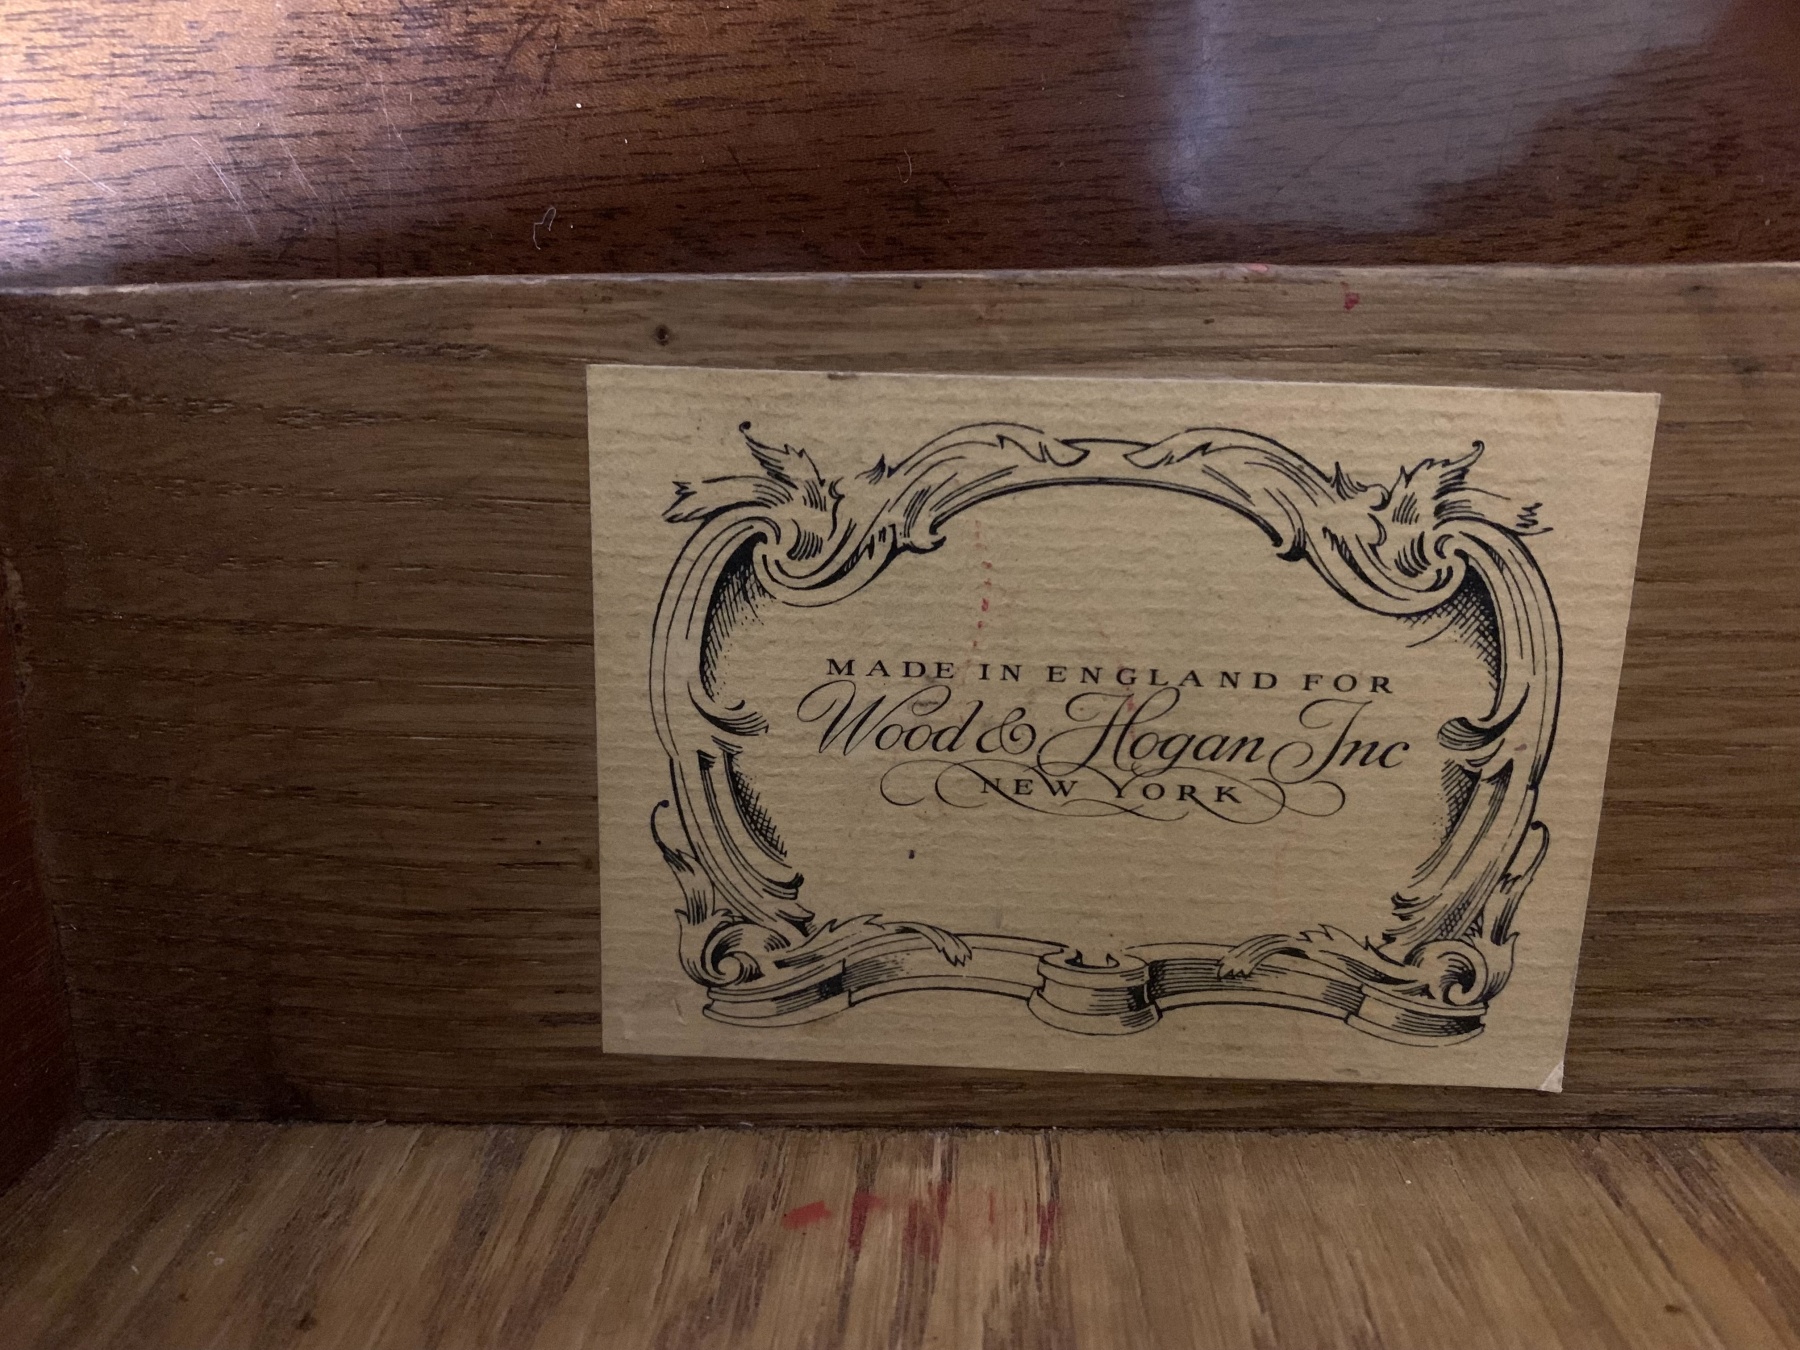 MADE IN ENGLAND FOR
Wood & Hogan Inc
NEW YORK